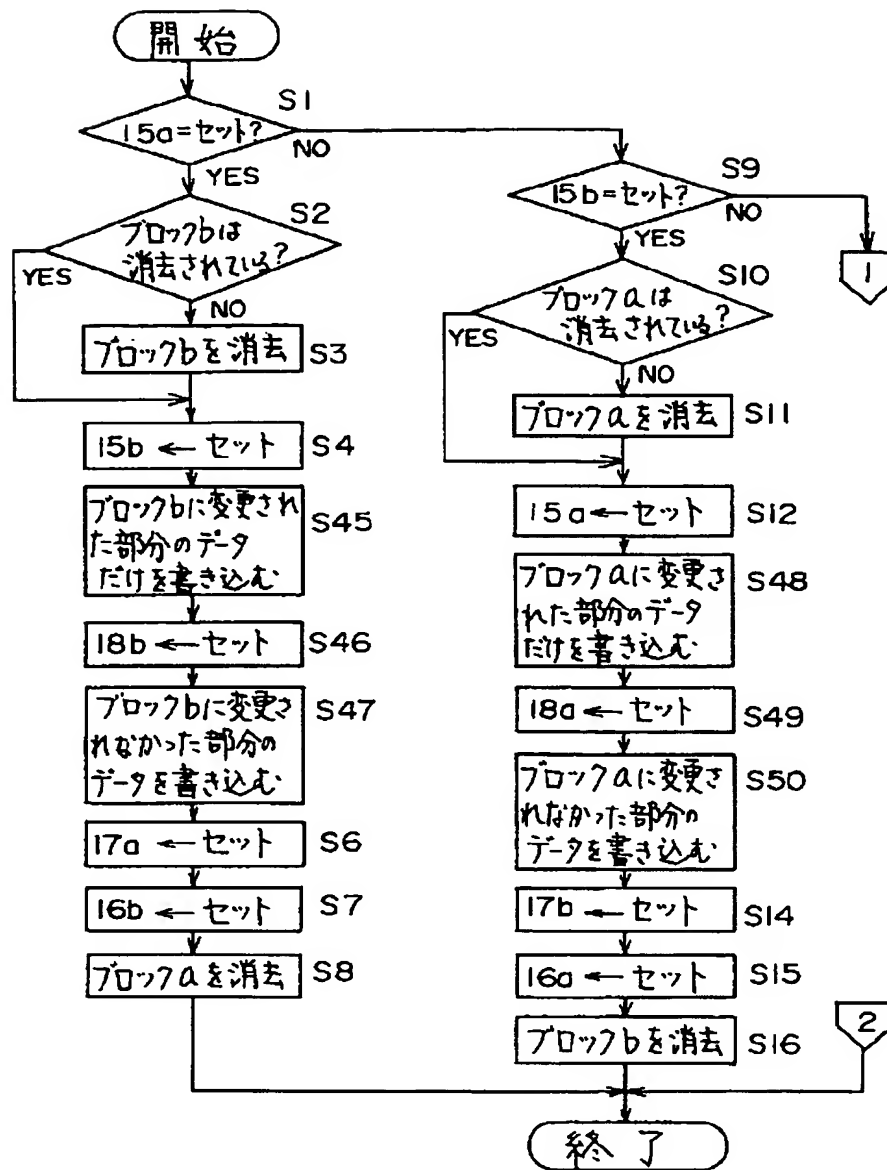 開始
S1
15a=セット?
NO
YES
S2
ブロックbは
消去されている?
YES
NO
ブロックbを消去
S3
15b ← セット
S4
ブロックbに変更され
た部分のデータ
だけを書き込む
S45
18b ← セット
S46
ブロックbに変更さ
れなかった部分の
データを書き込む
S47
17a ← セット
S6
16b ← セット
S7
ブロックaを消去
S8
S9
15b=セット?
NO
YES
1
S10
ブロックaは
消去されている?
YES
NO
ブロックaを消去
S11
15a ← セット
S12
ブロックaに変更さ
れた部分のデータ
だけを書き込む
S48
18a ← セット
S49
ブロックaに変更さ
れなかった部分の
データを書き込む
S50
17b ← セット
S14
16a ← セット
S15
ブロックbを消去
S16
2
終了